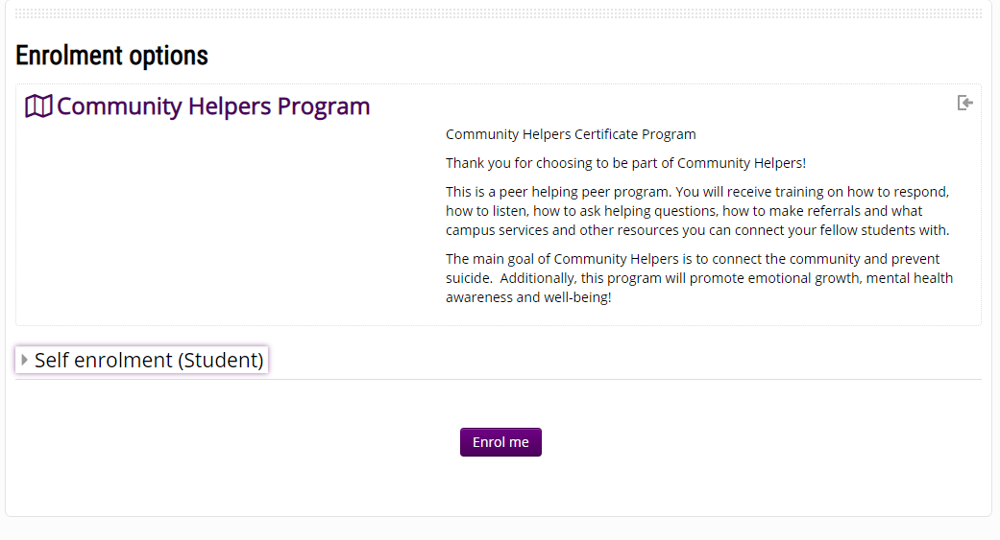 Enrolment options
Community Helpers Program
Community Helpers Certificate Program
Thank you for choosing to be part of Community Helpers!
This is a peer helping peer program. You will receive training on how to respond,
how to listen, how to ask helping questions, how to make referrals and what
campus services and other resources you can connect your fellow students with.
The main goal of Community Helpers is to connect the community and prevent
suicide.  Additionally, this program will promote emotional growth, mental health
awareness and well-being!
Self enrolment (Student)
Enrol me